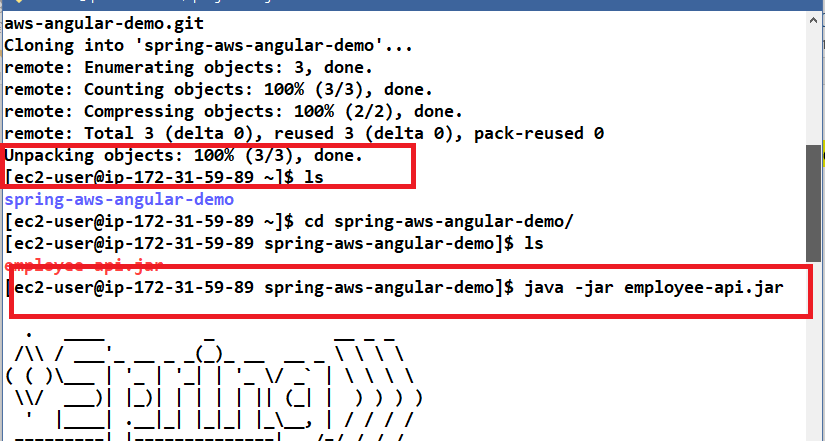 aws-angular-demo.git
Cloning into 'spring-aws-angular-demo'...
remote: Enumerating objects: 3, done.
remote: Counting objects: 100% (3/3), done.
remote: Compressing objects: 100% (2/2), done.
remote: Total 3 (delta 0), reused 3 (delta 0), pack-reused 0
Unpacking objects: 100% (3/3), done.
[ec2-user@ip-172-31-59-89 ~]$ ls
spring-aws-angular-demo
[ec2-user@ip-172-31-59-89 ~]$ cd spring-aws-angular-demo/
[ec2-user@ip-172-31-59-89 spring-aws-angular-demo]$ ls
employee-api.jar
[ec2-user@ip-172-31-59-89 spring-aws-angular-demo]$ java -jar employee-api.jar
  .   ____          _            __ _ _
 /\\ / ___'_ __ _ _(_)_ __  __ _ \ \ \ \
( ( )\___ | '_ | '_| | '_ \/ _` | \ \ \ \
 \\/  ___)| |_)| | | | | || (_| |  ) ) ) )
  '  |____| .__|_| |_|_| |_\__, | / / / /
 =========|_|==============|___/=/_/_/_/